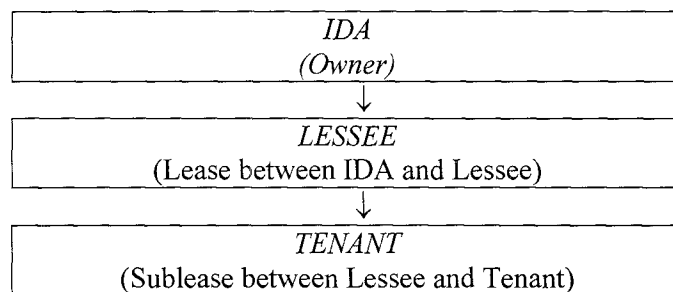 IDA
(Owner)
↓
LESSEE
(Lease between IDA and Lessee)
↓
TENANT
(Sublease between Lessee and Tenant)